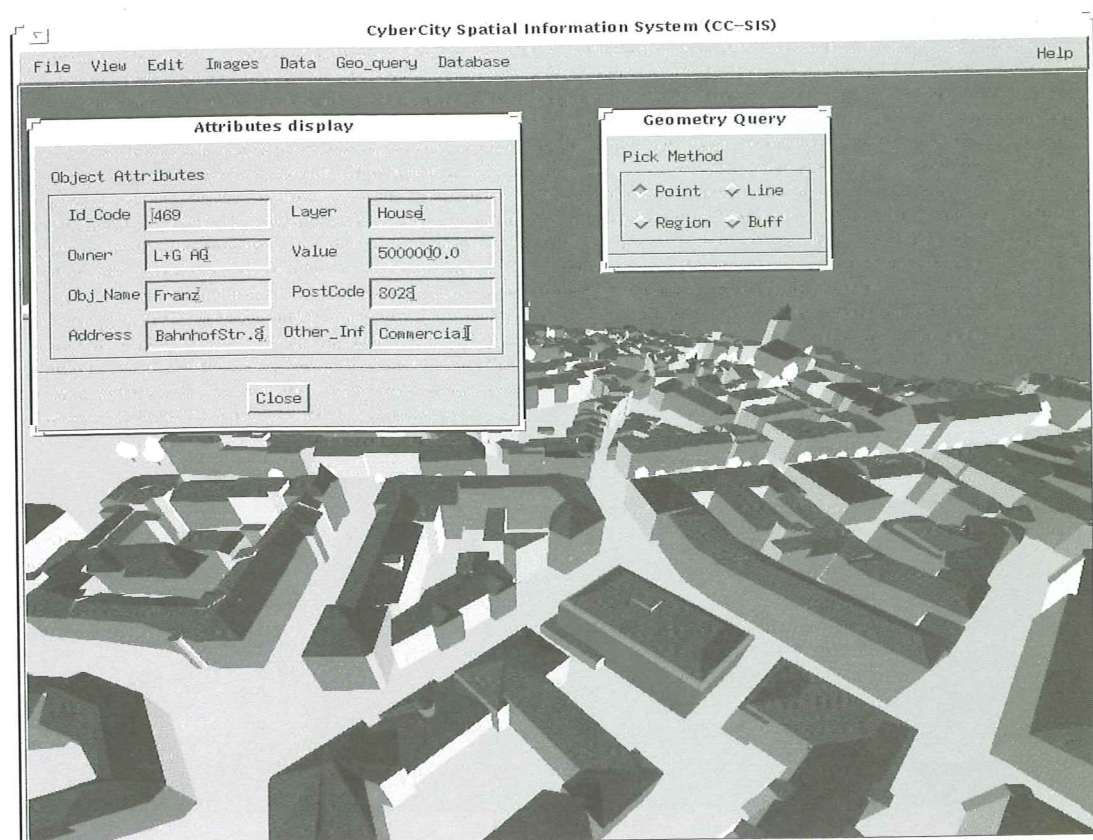 CyberCity Spatial Information System (CC-SIS)
File View Edit Images Data Geo_query Database Help
Attributes display
Object Attributes
Id_Code 469 Layer House
Owner L+G AG Value 5000000.0
Obj_Name Franz PostCode
Address BahnhofStr. Other_Inf Commercial
Close
Geometry Query
Pick Method
Point Line
Region Buff